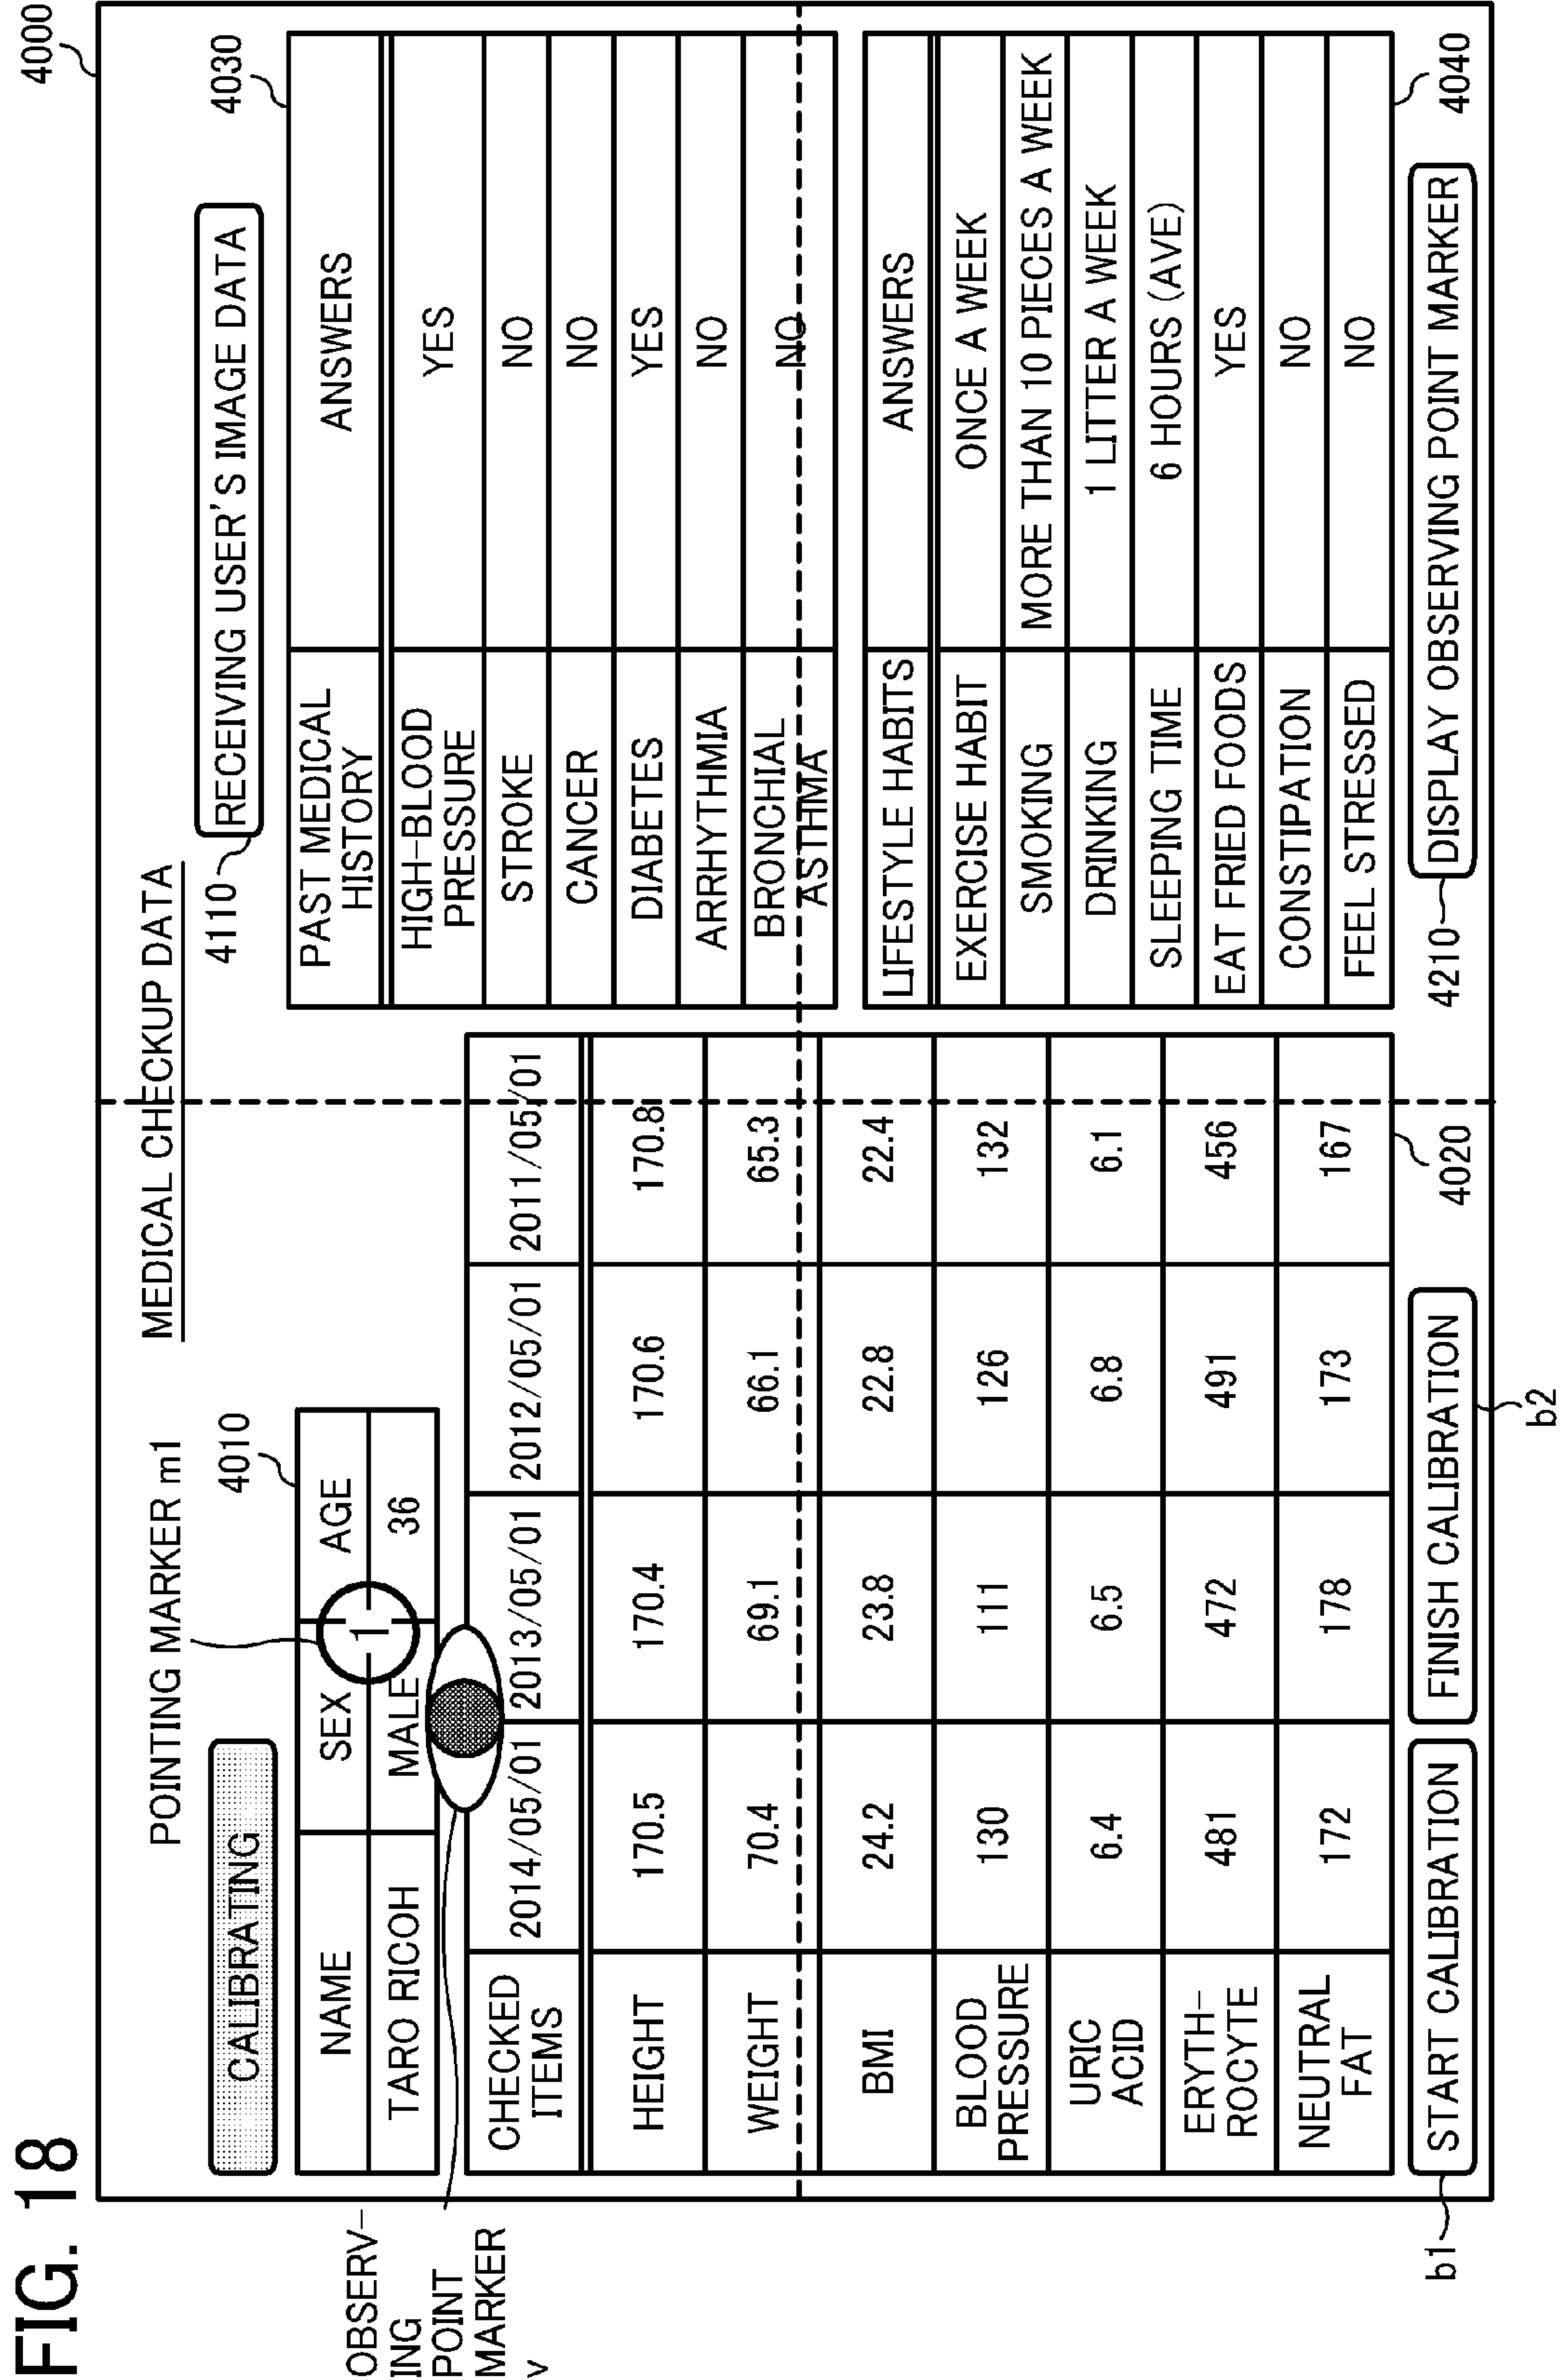 FIG. 18
4000
MEDICAL CHECKUP DATA
POINTING MARKER m1
CALIBRATING
4010
4110
RECEIVING USER'S IMAGE DATA
4030
NAME SEX AGE
TARO RICOH MALE 36
1
OBSERV-
ING
POINT
MARKER
v
CHECKED
ITEMS 2014/05/01 2013/05/01 2012/05/01 2011/05/01
HEIGHT 170.5 170.4 170.6 170.8
WEIGHT 70.4 69.1 66.1 65.3
BMI 24.2 23.8 22.8 22.4
BLOOD
PRESSURE 130 111 126 132
URIC
ACID 6.4 6.5 6.8 6.1
ERYTH-
ROCYTE 481 472 491 456
NEUTRAL
FAT 172 178 173 167
4020
PAST MEDICAL
HISTORY ANSWERS
HIGH-BLOOD
PRESSURE YES
STROKE NO
CANCER NO
DIABETES YES
ARRHYTHMIA NO
BRONCHIAL
ASTHMA NO
LIFESTYLE HABITS ANSWERS
EXERCISE HABIT ONCE A WEEK
SMOKING MORE THAN 10 PIECES A WEEK
DRINKING 1 LITTER A WEEK
SLEEPING TIME 6 HOURS (AVE)
EAT FRIED FOODS YES
CONSTIPATION NO
FEEL STRESSED NO
4040
b1
START CALIBRATION
FINISH CALIBRATION
b2
4210
DISPLAY OBSERVING POINT MARKER